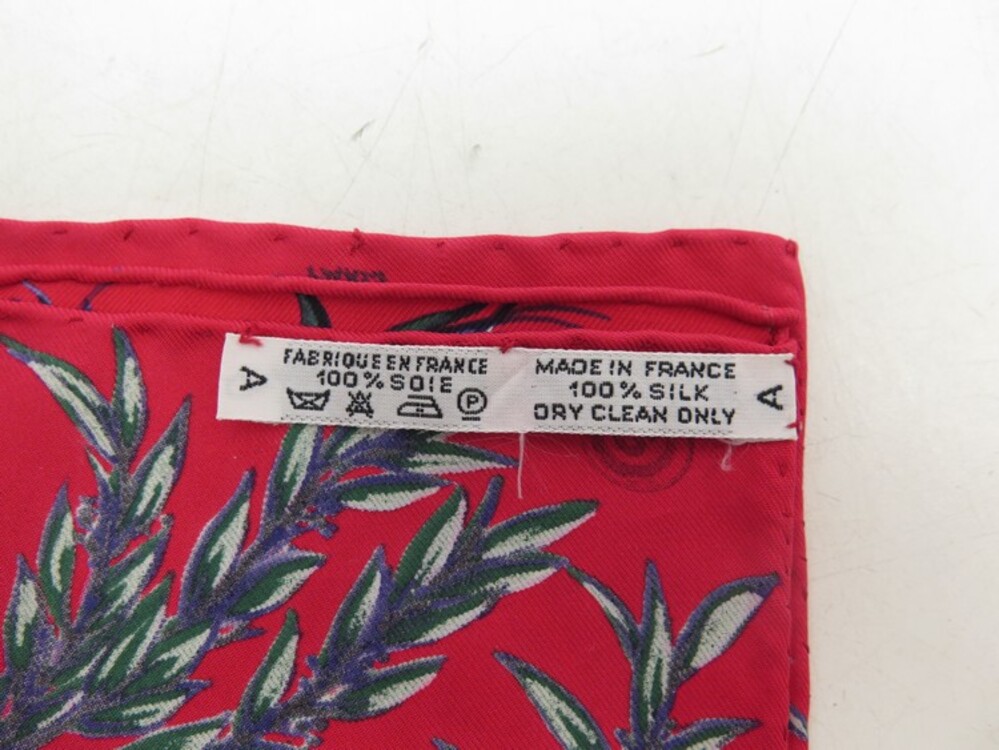 A
FABRIQUE EN FRANCE
100% SOIE
P
MADE IN FRANCE
100% SILK
DRY CLEAN ONLY
A